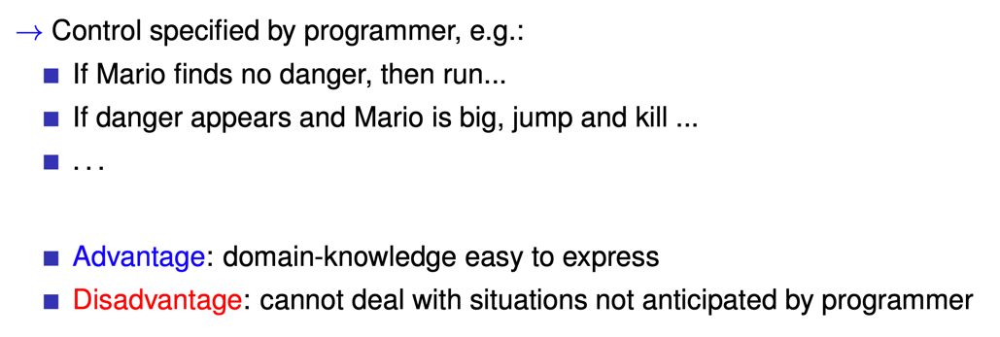 → Control specified by programmer, e.g.:
■ If Mario finds no danger, then run...
■ If danger appears and Mario is big, jump and kill ...
■ . . .
■ Advantage: domain-knowledge easy to express
■ Disadvantage: cannot deal with situations not anticipated by programmer